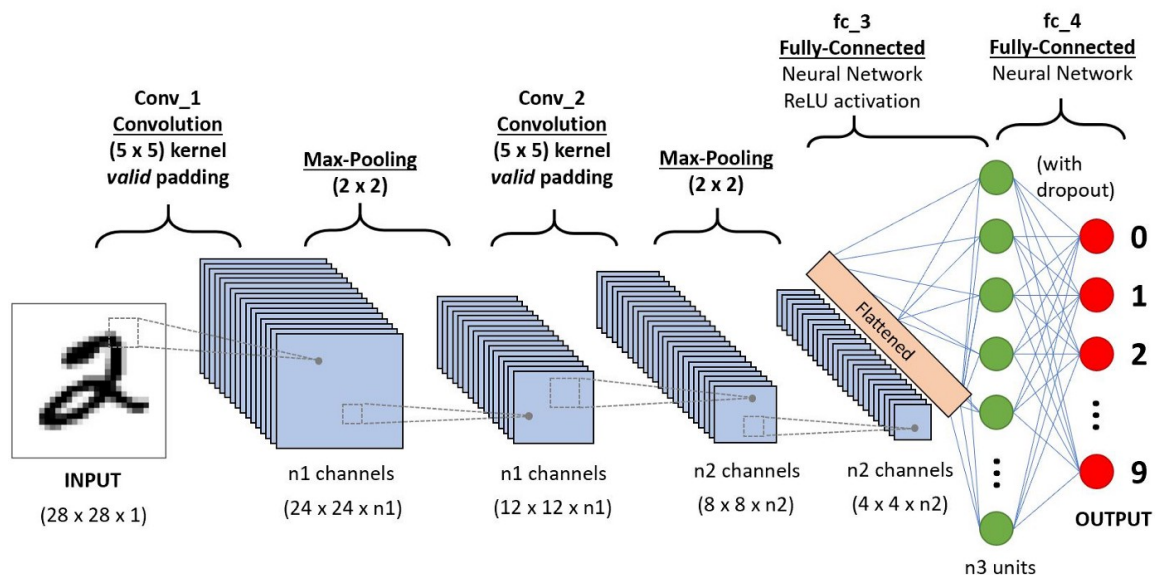 Conv_1
Convolution
(5 x 5) kernel
valid padding
Max-Pooling
(2 x 2)
Conv_2
Convolution
(5 x 5) kernel
valid padding
Max-Pooling
(2 x 2)
fc_3
Fully-Connected
Neural Network
ReLU activation
fc_4
Fully-Connected
Neural Network
(with
dropout)
Flattened
0
1
2
9
INPUT
(28 x 28 x 1)
n1 channels
(24 x 24 x n1)
n1 channels
(12 x 12 x n1)
n2 channels
(8 x 8 x n2)
n2 channels
(4 x 4 x n2)
n3 units
OUTPUT
2